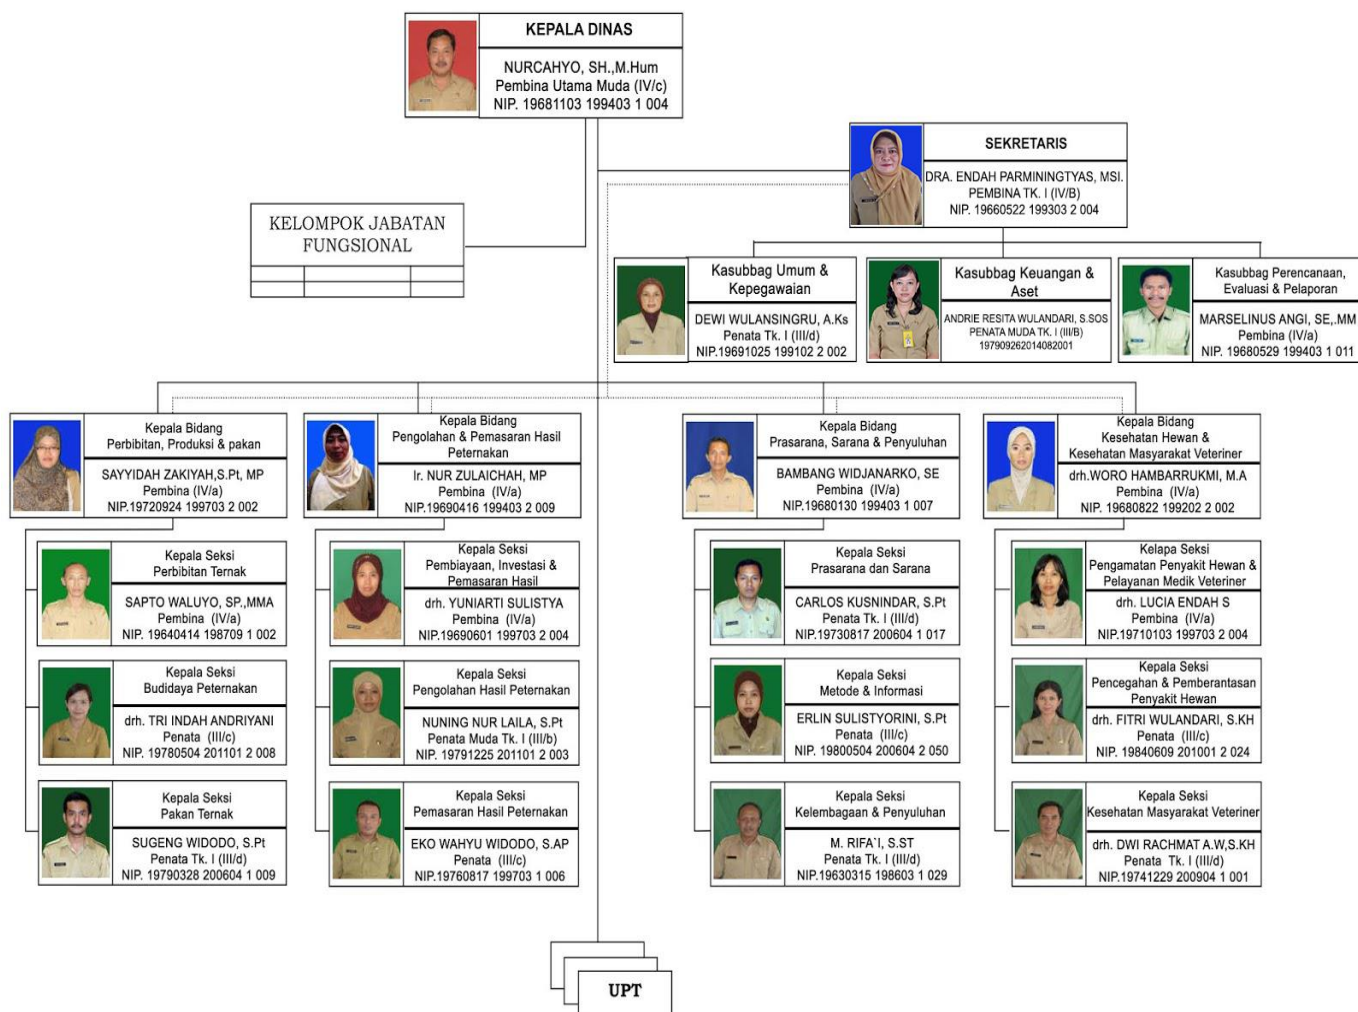 KEPALA DINAS
NURCAHYO, SH.,M.Hum
Pembina Utama Muda (IV/c)
NIP. 19681103 199403 1 004
SEKRETARIS
DRA. ENDAH PARMININGTYAS, MSI.
PEMBINA TK. I (IV/B)
NIP. 19660522 199303 2 004
KELOMPOK JABATAN
FUNGSIONAL
Kasubbag Umum &
Kepegawaian
DEWI WULANSINGRU, A.Ks
Penata Tk. I (III/d)
NIP.19691025 199102 2 002
Kasubbag Keuangan &
Aset
ANDRIE RESITA WULANDARI, S.SOS
PENATA MUDA TK. I (III/B)
197909262014082001
Kasubbag Perencanaan,
Evaluasi & Pelaporan
MARSELINUS ANGI, SE,.MM
Pembina (IV/a)
NIP. 19680529 199403 1 011
Kepala Bidang
Perbibitan, Produksi & pakan
SAYYIDAH ZAKIYAH,S.Pt, MP
Pembina (IV/a)
NIP.19720924 199703 2 002
Kepala Bidang
Pengolahan & Pemasaran Hasil
Peternakan
Ir. NUR ZULAICHAH, MP
Pembina (IV/a)
NIP.19690416 199403 2 009
Kepala Bidang
Prasarana, Sarana & Penyuluhan
BAMBANG WIDJANARKO, SE
Pembina (IV/a)
NIP.19680130 199403 1 007
Kepala Bidang
Kesehatan Hewan &
Kesehatan Masyarakat Veteriner
drh.WORO HAMBARRUKMI, M.A
Pembina (IV/a)
NIP. 19680822 199202 2 002
Kepala Seksi
Perbibitan Ternak
SAPTO WALUYO, SP.,MMA
Pembina (IV/a)
NIP. 19640414 198709 1 002
Kepala Seksi
Pembiayaan, Investasi &
Pemasaran Hasil
drh. YUNIARTI SULISTYA
Pembina (IV/a)
NIP.19690601 199703 2 004
Kepala Seksi
Prasarana dan Sarana
CARLOS KUSNINDAR, S.Pt
Penata Tk. I (III/d)
NIP.19730817 200604 1 017
Kelapa Seksi
Pengamatan Penyakit Hewan &
Pelayanan Medik Veteriner
drh. LUCIA ENDAH S
Pembina (IV/a)
NIP.19710103 199703 2 004
Kepala Seksi
Budidaya Peternakan
drh. TRI INDAH ANDRIYANI
Penata (III/c)
NIP. 19780504 201101 2 008
Kepala Seksi
Pengolahan Hasil Peternakan
NUNING NUR LAILA, S.Pt
Penata Muda Tk. I (III/b)
NIP. 19791225 201101 2 003
Kepala Seksi
Metode & Informasi
ERLIN SULISTYORINI, S.Pt
Penata (III/c)
NIP. 19800504 200604 2 050
Kepala Seksi
Pencegahan & Pemberantasan
Penyakit Hewan
drh. FITRI WULANDARI, S.KH
Penata (III/c)
NIP. 19840609 201001 2 024
Kepala Seksi
Pakan Ternak
SUGENG WIDODO, S.Pt
Penata Tk. I (III/d)
NIP. 19790328 200604 1 009
Kepala Seksi
Pemasaran Hasil Peternakan
EKO WAHYU WIDODO, S.AP
Penata (III/c)
NIP.19760817 199703 1 006
Kepala Seksi
Kelembagaan & Penyuluhan
M. RIFA`I, S.ST
Penata Tk. I (III/d)
NIP.19630315 198603 1 029
Kepala Seksi
Kesehatan Masyarakat Veteriner
drh. DWI RACHMAT A.W,S.KH
Penata Tk. I (III/d)
NIP.19741229 200904 1 001
UPT